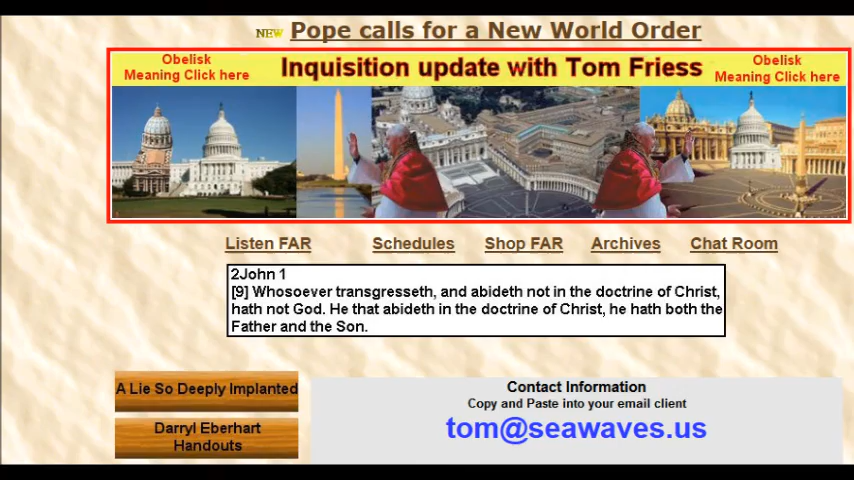 NEW Pope calls for a New World Order
Obelisk
Meaning Click here
Inquisition update with Tom Friess
Obelisk
Meaning Click here
Listen FAR Schedules Shop FAR Archives Chat Room
2John 1
[9] Whosoever transgresseth, and abideth not in the doctrine of Christ,
hath not God. He that abideth in the doctrine of Christ, he hath both the
Father and the Son.
A Lie So Deeply Implanted
Darryl Eberhart
Handouts
Contact Information
Copy and Paste into your email client
tom@seawaves.us